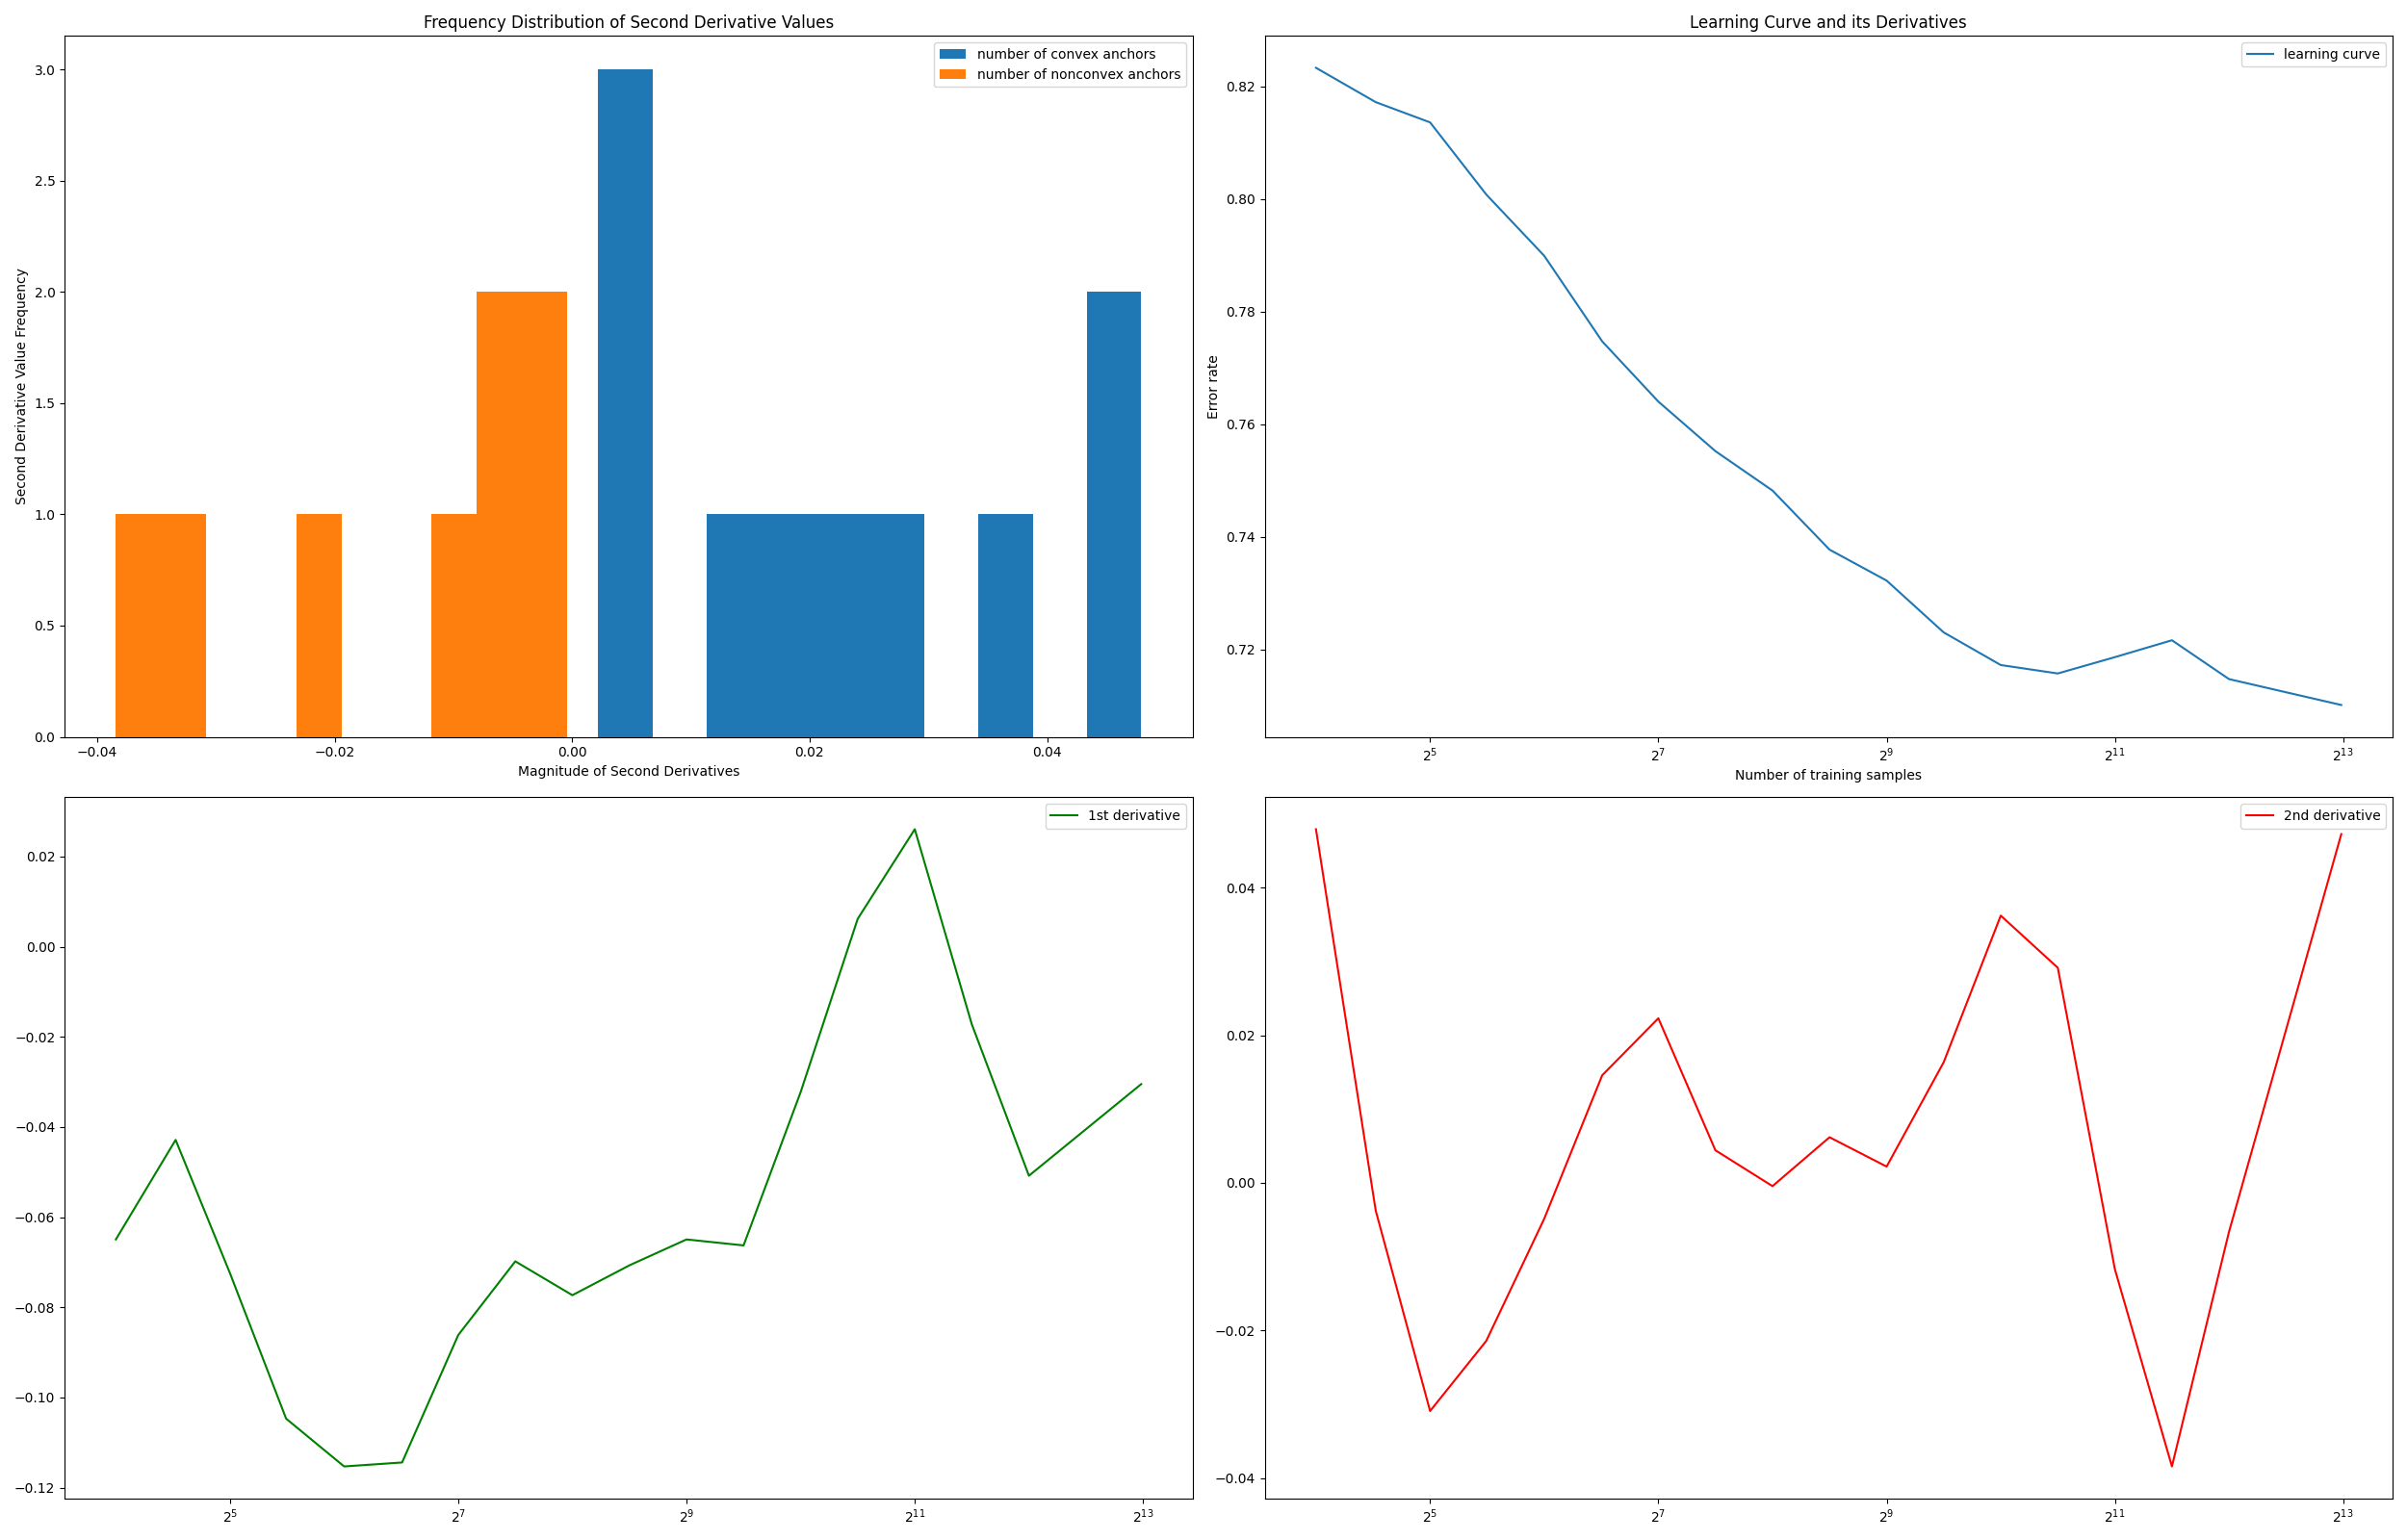 Frequency Distribution of Second Derivative Values
number of convex anchors
number of nonconvex anchors
Second Derivative Value Frequency
3.0
2.5
2.0
1.5
1.0
0.5
0.0
−0.04 −0.02 0.00 0.02 0.04
Magnitude of Second Derivatives
Learning Curve and its Derivatives
learning curve
Error rate
0.82
0.80
0.78
0.76
0.74
0.72
2⁵ 2⁷ 2⁹ 2¹¹ 2¹³
Number of training samples
1st derivative
0.02
0.00
−0.02
−0.04
−0.06
−0.08
−0.10
−0.12
2⁵ 2⁷ 2⁹ 2¹¹ 2¹³
2nd derivative
0.04
0.02
0.00
−0.02
−0.04
2⁵ 2⁷ 2⁹ 2¹¹ 2¹³